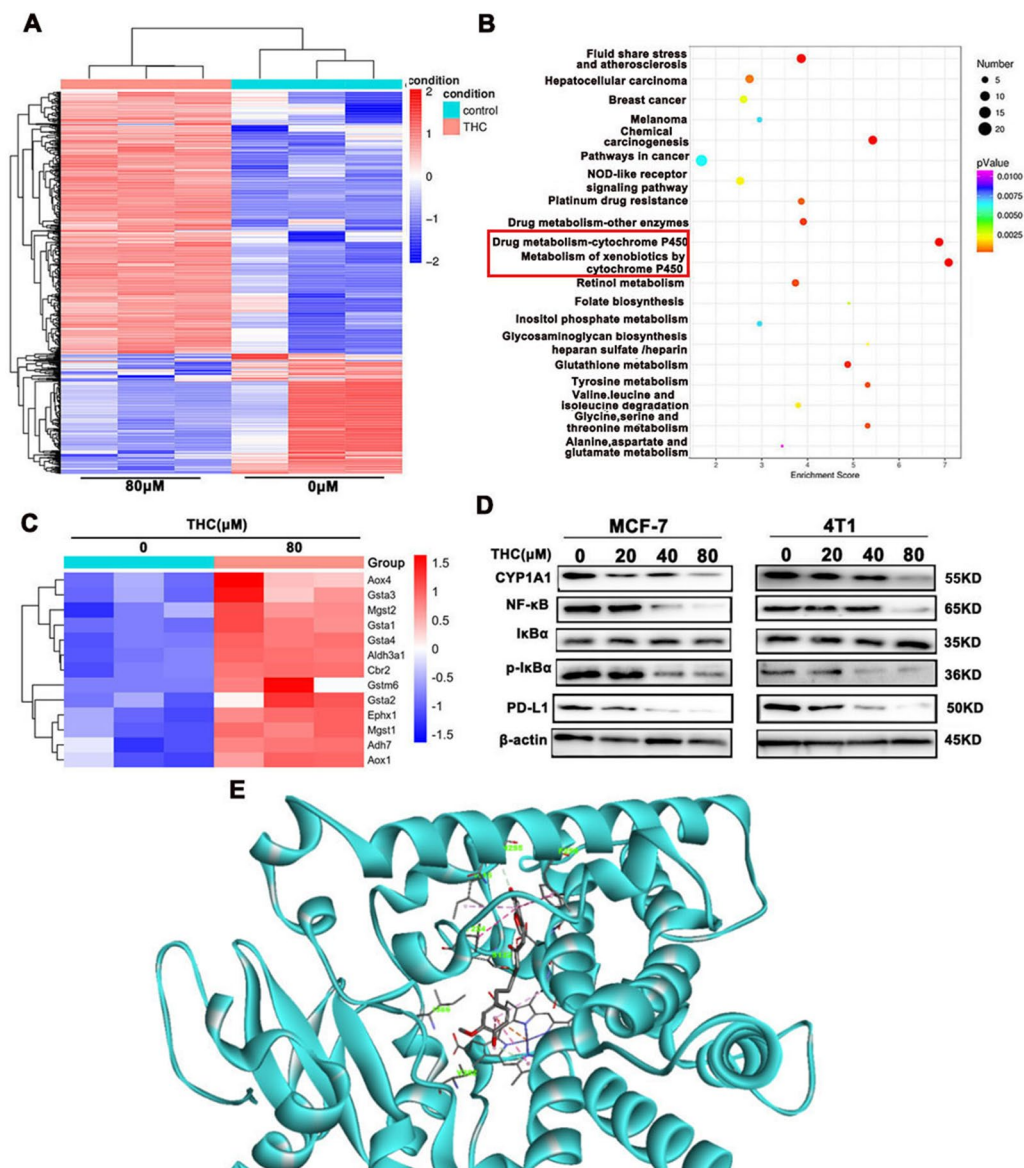 A
condition
2
1
0
−1
−2
condition
control
THC
80µM
0µM
B
Fluid share stress
and atherosclerosis
Hepatocellular carcinoma
Breast cancer
Melanoma
Chemical
carcinogenesis
Pathways in cancer
NOD-like receptor
signaling pathway
Platinum drug resistance
Drug metabolism-other enzymes
Drug metabolism-cytochrome P450
Metabolism of xenobiotics by
cytochrome P450
Retinol metabolism
Folate biosynthesis
Inositol phosphate metabolism
Glycosaminoglycan biosynthesis
heparan sulfate /heparin
Glutathione metabolism
Tyrosine metabolism
Valine.leucine and
isoleucine degradation
Glycine,serine and
threonine metabolism
Alanine,aspartate and
glutamate metabolism
2 3 4 5 6 7
Enrichment Score
Number
5
10
15
20
pValue
0.0100
0.0075
0.0050
0.0025
C
THC(µM)
0 80
Group
Aox4
Gsta3
Mgst2
Gsta1
Gsta4
Aldh3a1
Cbr2
Gstm6
Gsta2
Ephx1
Mgst1
Adh7
Aox1
1.5
1
0.5
0
-0.5
-1
-1.5
D
MCF-7 4T1
THC(µM) 0 20 40 80 0 20 40 80
CYP1A1 55KD
NF-κB 65KD
IκBα 35KD
p-IκBα 36KD
PD-L1 50KD
β-actin 45KD
E